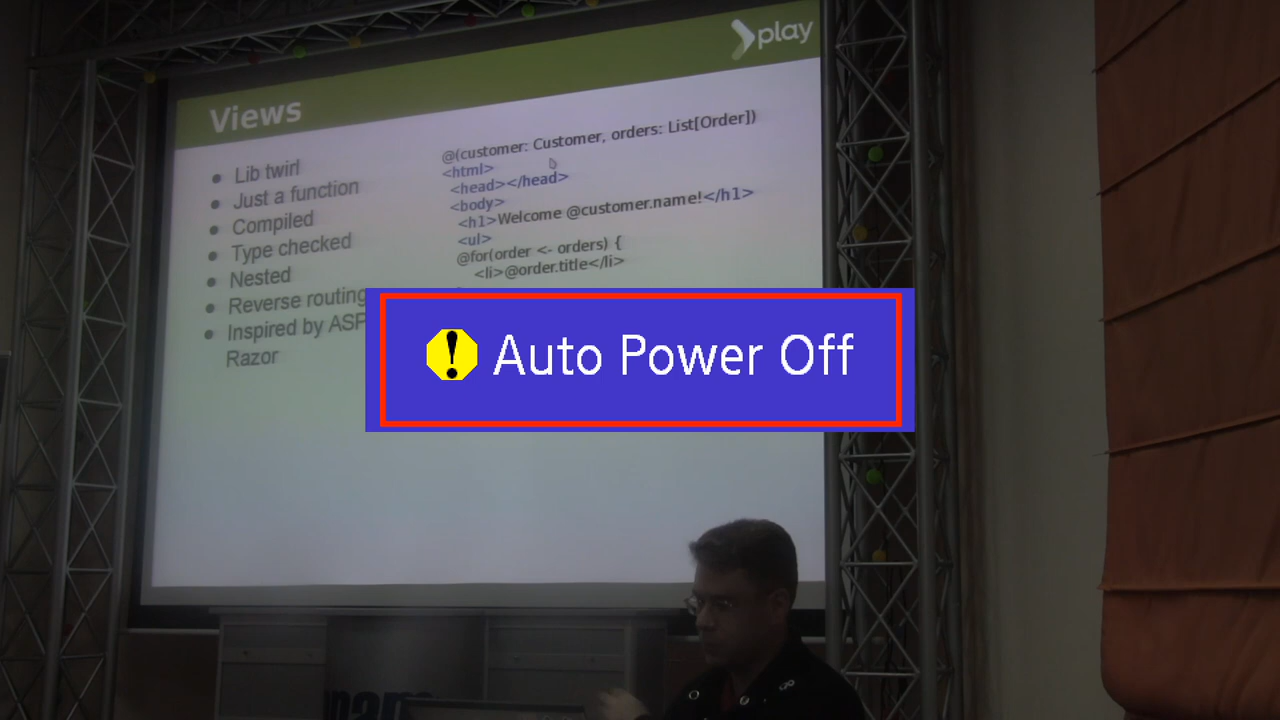 play
Views
Lib twirl
Just a function
Compiled
Type checked
Nested
Reverse routing
Inspired by ASP
Razor
@(customer: Customer, orders: List[Order])
<html>
<head></head>
<body>
<h1>Welcome @customer.name!</h1>
<ul>
@for(order <- orders) {
<li>@order.title</li>
! Auto Power Off